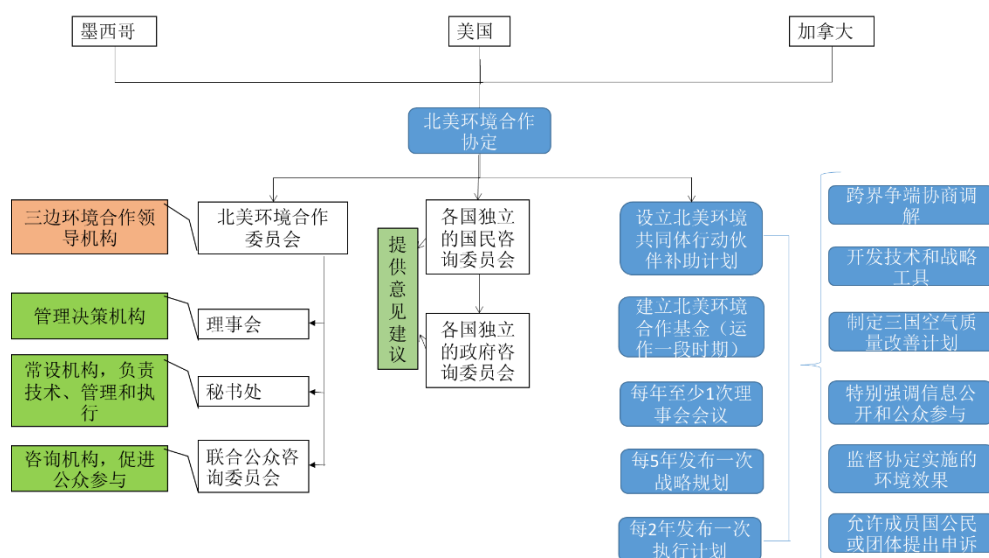 墨西哥
美国
加拿大
北美环境合作
协定
三边环境合作领
导机构
北美环境合作
委员会
管理决策机构
理事会
常设机构，负责
技术、管理和执
行
秘书处
咨询机构，促进
公众参与
联合公众咨
询委员会
提
供
意
见
建
议
各国独立
的国民咨
询委员会
各国独立
的政府咨
询委员会
设立北美环境
共同体行动伙
伴补助计划
建立北美环境
合作基金（运
作一段时期）
每年至少1次理
事会会议
每5年发布一次
战略规划
每2年发布一次
执行计划
跨界争端协商调
解
开发技术和战略
工具
制定三国空气质
量改善计划
特别强调信息公
开和公众参与
监督协定实施的
环境效果
允许成员国公民
或团体提出申诉